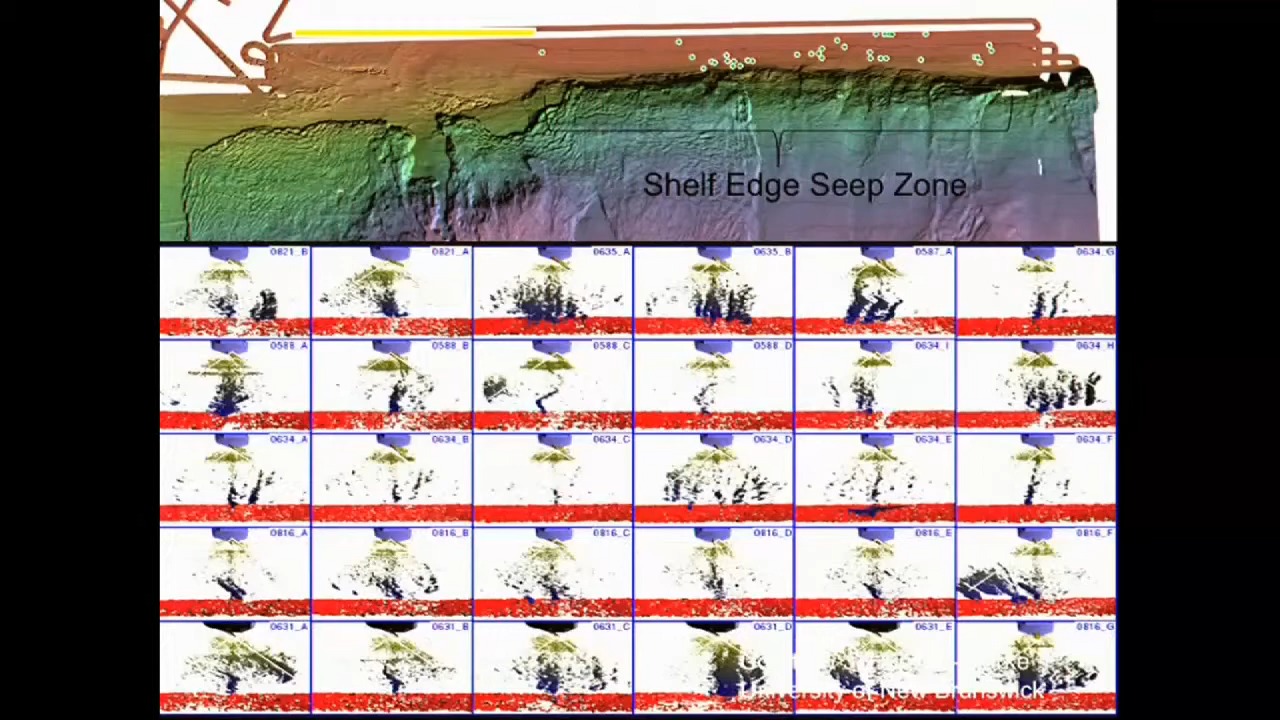 Shelf Edge Seep Zone
0821_B
0821_A
0635_A
0635_B
0587_A
0634_G
0588_A
0588_B
0588_C
0588_D
0634_I
0634_H
0634_A
0634_B
0634_C
0634_D
0634_E
0634_F
0816_A
0816_B
0816_C
0816_D
0816_E
0816_F
0631_A
0631_B
0631_C
0631_D
0631_E
0816_G
University of New Brunswick